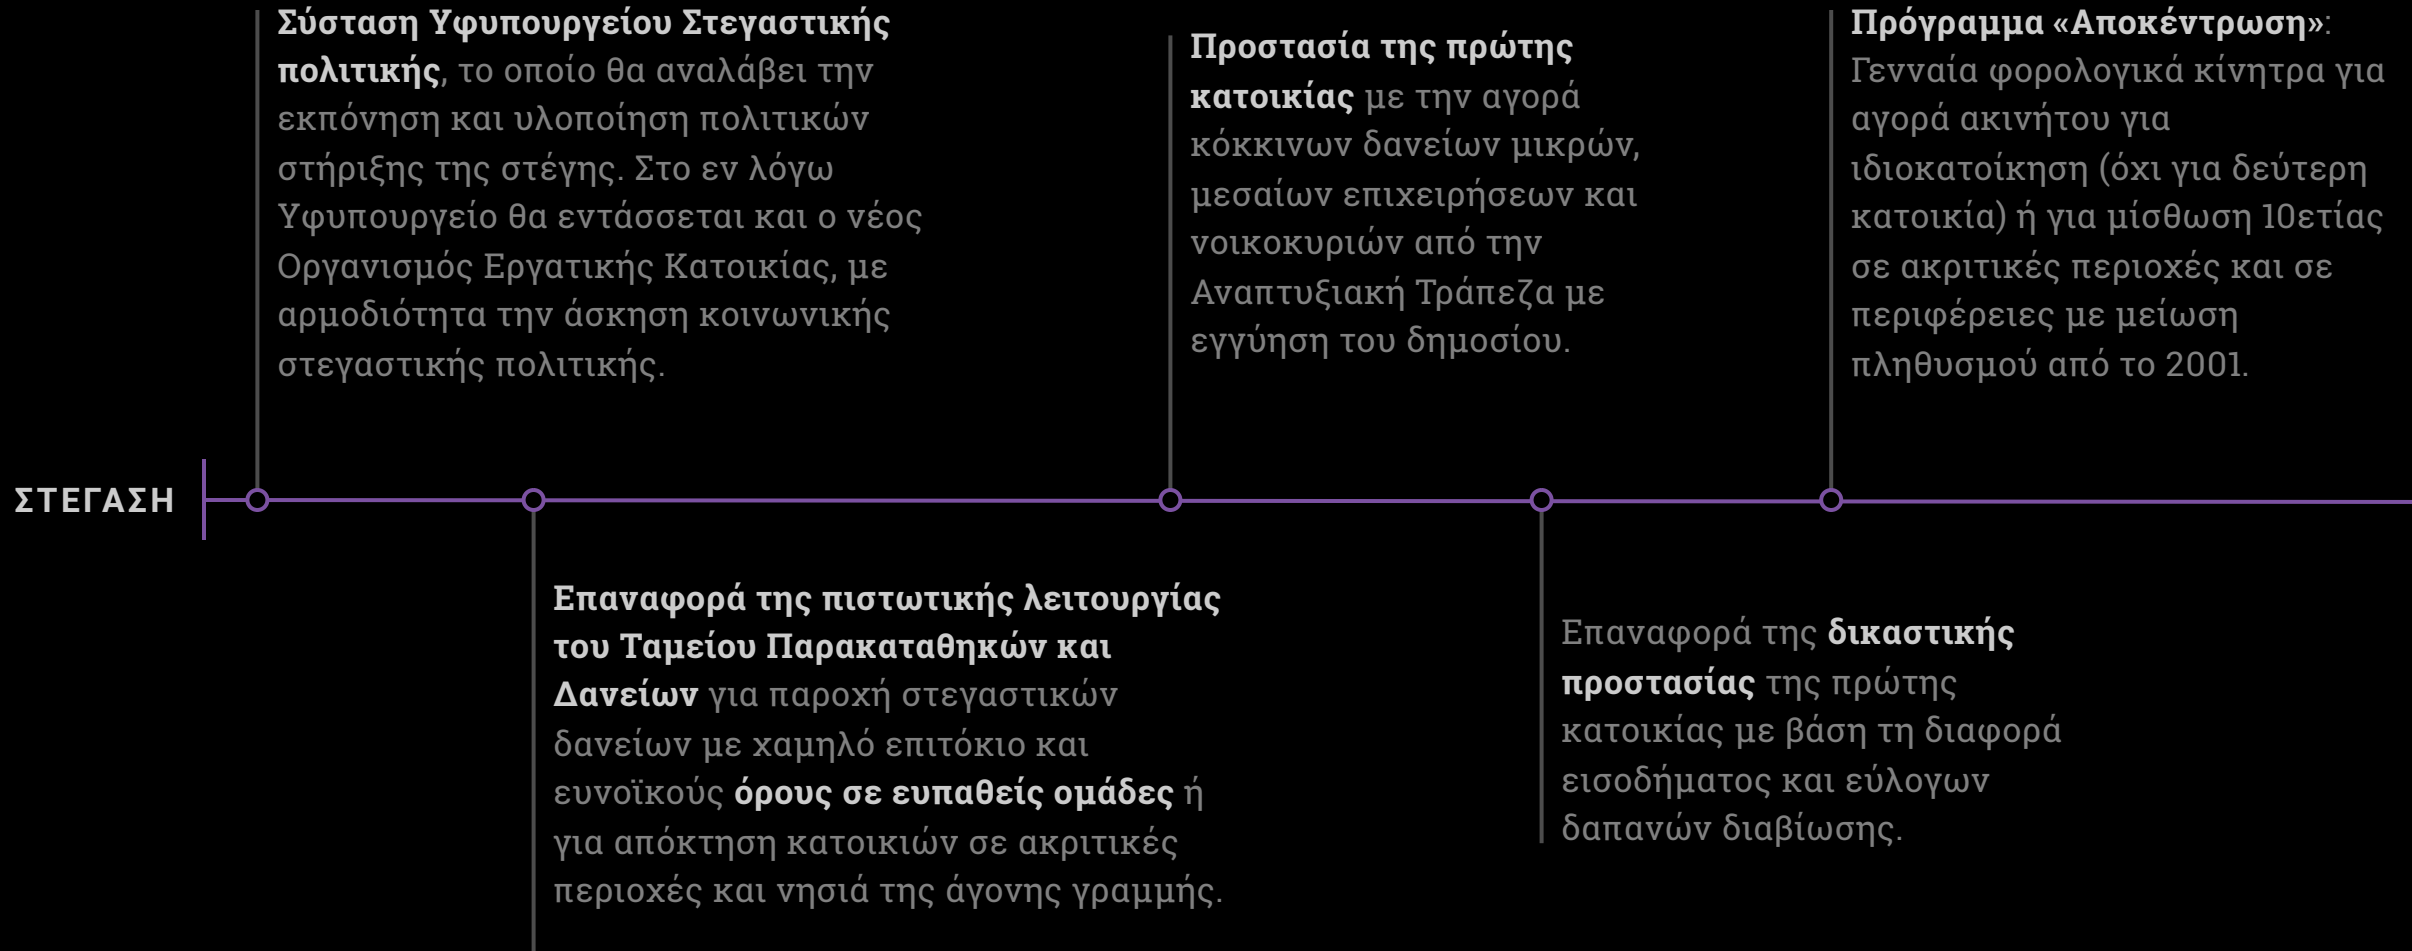 Σύσταση Υφυπουργείου Στεγαστικής
πολιτικής, το οποίο θα αναλάβει την
εκπόνηση και υλοποίηση πολιτικών
στήριξης της στέγης. Στο εν λόγω
Υφυπουργείο θα εντάσσεται και ο νέος
Οργανισμός Εργατικής Κατοικίας, με
αρμοδιότητα την άσκηση κοινωνικής
στεγαστικής πολιτικής.
Προστασία της πρώτης
κατοικίας με την αγορά
κόκκινων δανείων μικρών,
μεσαίων επιχειρήσεων και
νοικοκυριών από την
Αναπτυξιακή Τράπεζα με
εγγύηση του δημοσίου.
Πρόγραμμα «Αποκέντρωση»:
Γενναία φορολογικά κίνητρα για
αγορά ακινήτου για
ιδιοκατοίκηση (όχι για δεύτερη
κατοικία) ή για μίσθωση 10ετίας
σε ακριτικές περιοχές και σε
περιφέρειες με μείωση
πληθυσμού από το 2001.
ΣΤΕΓΑΣΗ
Επαναφορά της πιστωτικής λειτουργίας
του Ταμείου Παρακαταθηκών και
Δανείων για παροχή στεγαστικών
δανείων με χαμηλό επιτόκιο και
ευνοϊκούς όρους σε ευπαθείς ομάδες ή
για απόκτηση κατοικιών σε ακριτικές
περιοχές και νησιά της άγονης γραμμής.
Επαναφορά της δικαστικής
προστασίας της πρώτης
κατοικίας με βάση τη διαφορά
εισοδήματος και εύλογων
δαπανών διαβίωσης.